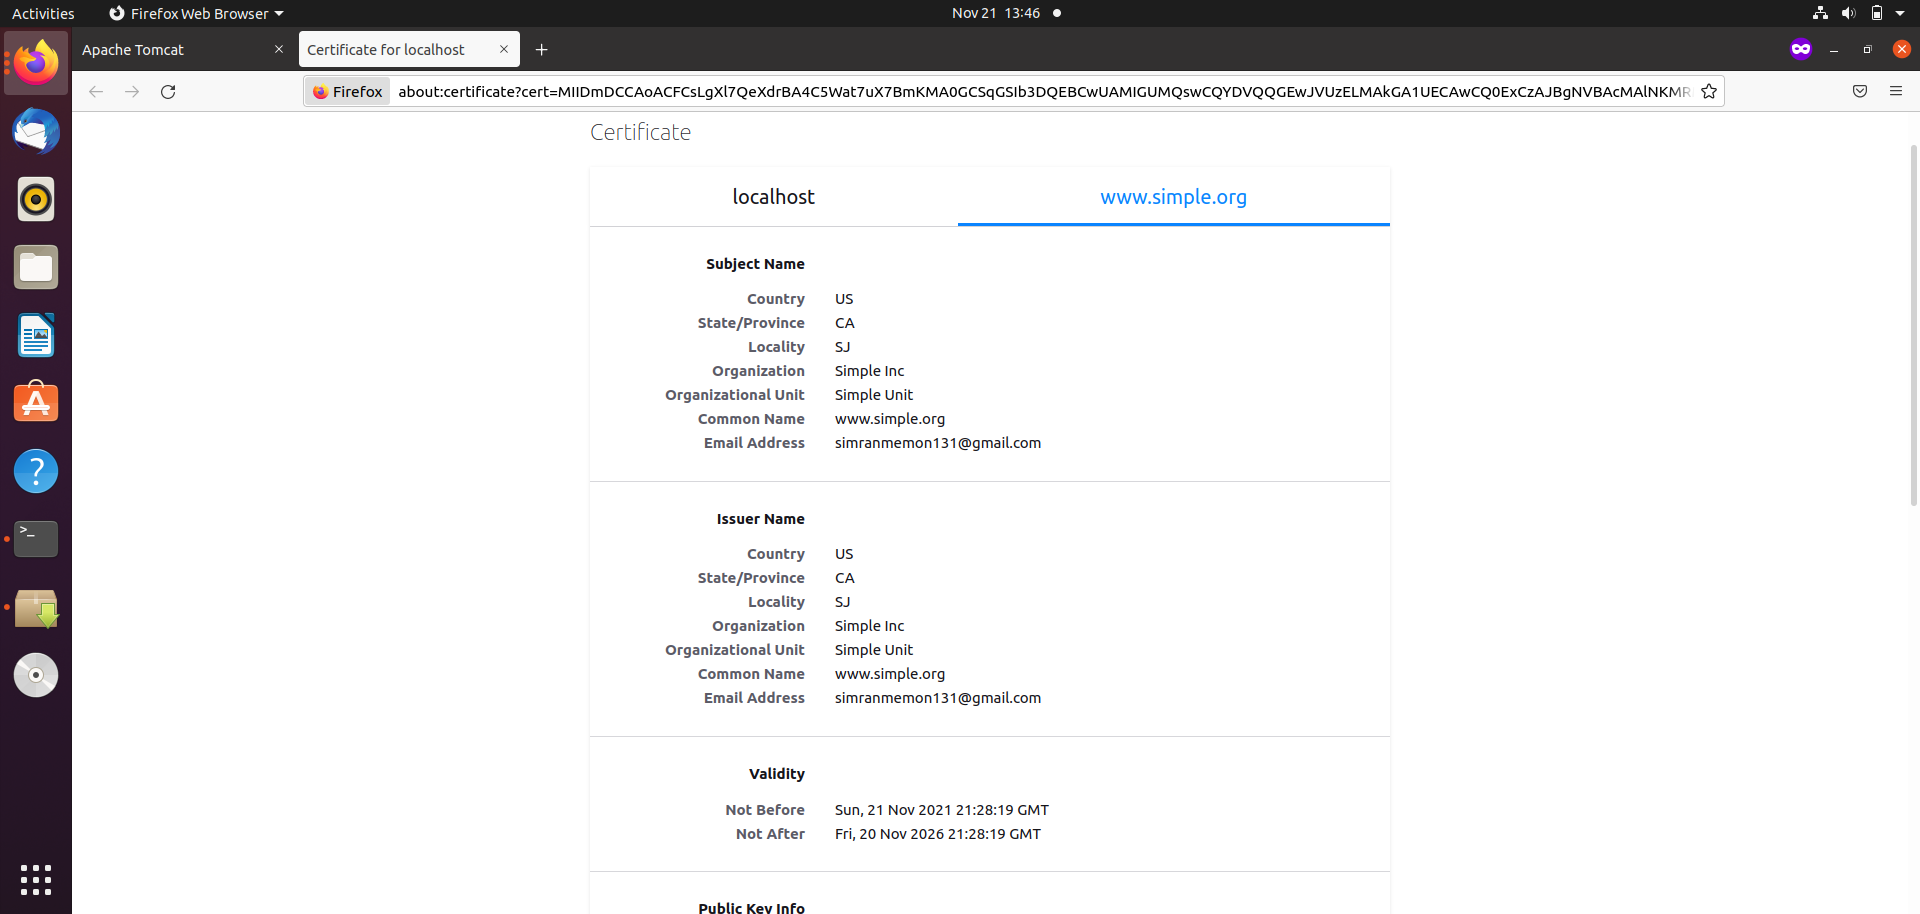 Activities Firefox Web Browser Nov 21 13:46
Apache Tomcat Certificate for localhost
Firefox about:certificate?cert=MIIDmDCCAoACFCsLgXl7QeXdrBA4C5Wat7uX7BmKMA0GCSqGSIb3DQEBCwUAMIGUMQswCQYDVQQGEwJVUzELMAkGA1UECAwCQ0ExCzAJBgNVBAcMAlNKMR
Certificate
localhost www.simple.org
Subject Name
Country US
State/Province CA
Locality SJ
Organization Simple Inc
Organizational Unit Simple Unit
Common Name www.simple.org
Email Address simranmemon131@gmail.com
Issuer Name
Country US
State/Province CA
Locality SJ
Organization Simple Inc
Organizational Unit Simple Unit
Common Name www.simple.org
Email Address simranmemon131@gmail.com
Validity
Not Before Sun, 21 Nov 2021 21:28:19 GMT
Not After Fri, 20 Nov 2026 21:28:19 GMT
Public Key Info